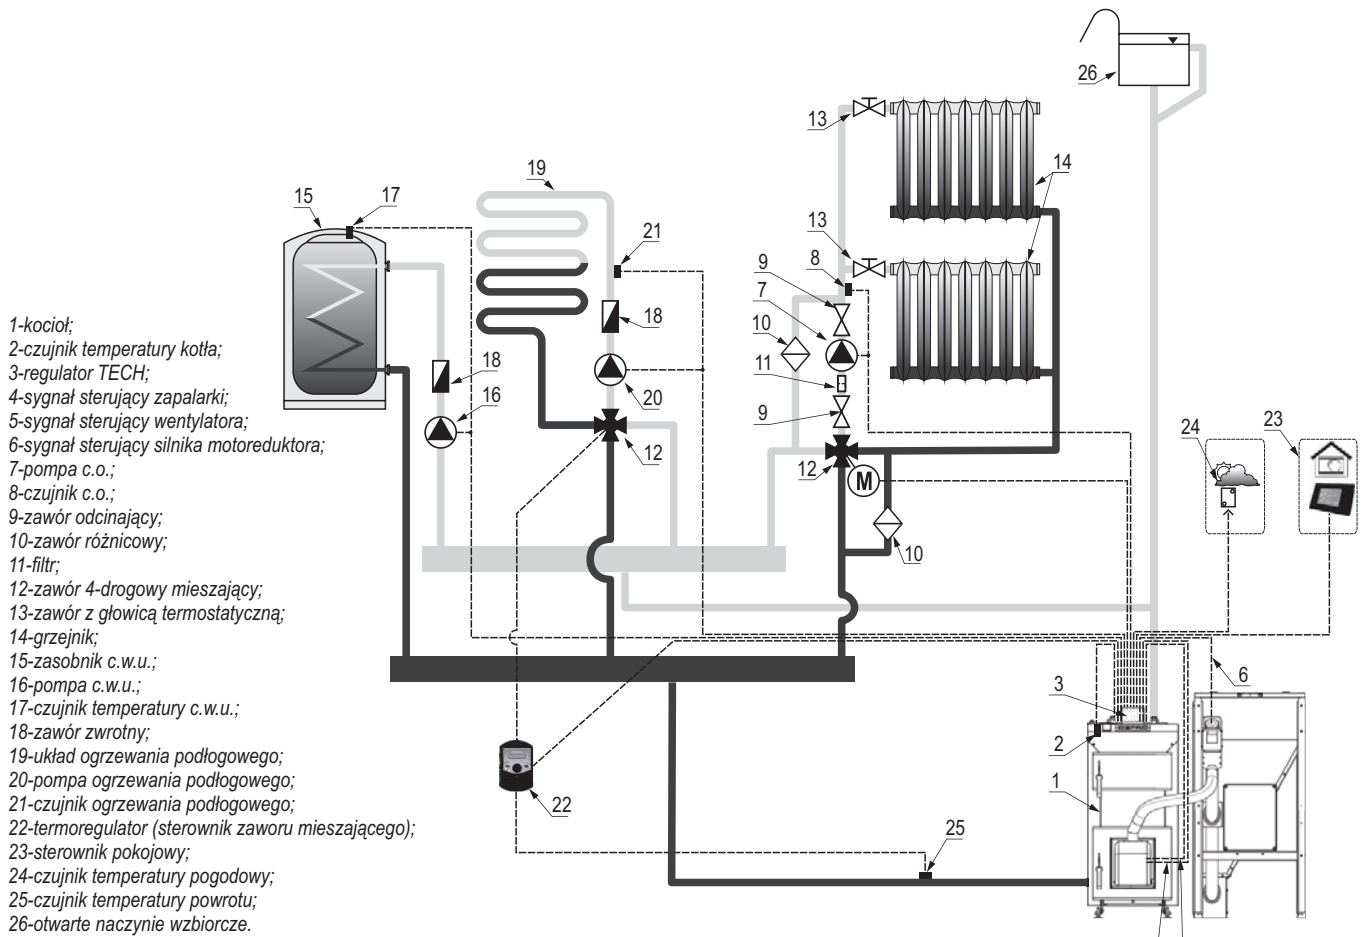 26
13
14
19
15
17
21
13
8
9
7
18
10
18
11
16
20
9
24
23
12
12
M
10
1-kocioł;
2-czujnik temperatury kotła;
3-regulator TECH;
4-sygnał sterujący zapalarki;
5-sygnał sterujący wentylatora;
6-sygnał sterujący silnika motoreduktora;
7-pompa c.o.;
8-czujnik c.o.;
9-zawór odcinający;
10-zawór różnicowy;
11-filtr;
12-zawór 4-drogowy mieszający;
13-zawór z głowicą termostatyczną;
14-grzejnik;
15-zasobnik c.w.u.;
16-pompa c.w.u.;
17-czujnik temperatury c.w.u.;
18-zawór zwrotny;
19-układ ogrzewania podłogowego;
20-pompa ogrzewania podłogowego;
21-czujnik ogrzewania podłogowego;
22-termoregulator (sterownik zaworu mieszającego);
23-sterownik pokojowy;
24-czujnik temperatury pogodowy;
25-czujnik temperatury powrotu;
26-otwarte naczynie wzbiorcze.
3
6
2
1
22
25